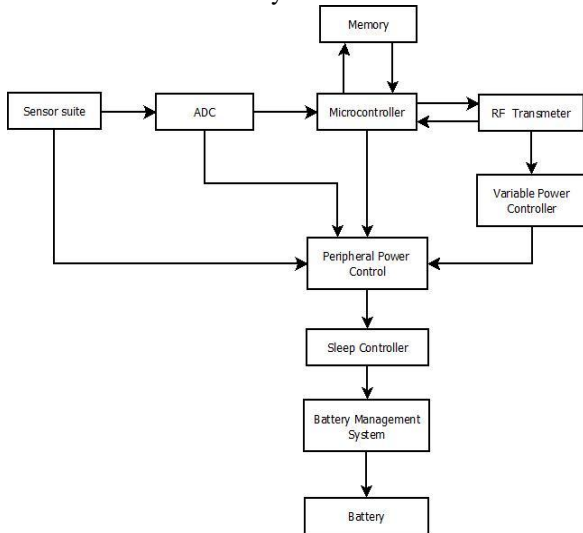 Memory
Sensor suite
ADC
Microcontroller
RF Transmeter
Variable Power
Controller
Peripheral Power
Control
Sleep Controller
Battery Management
System
Battery